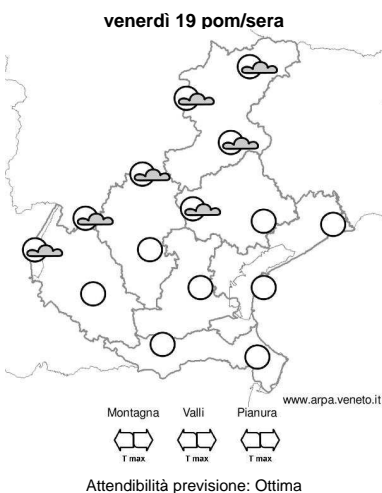 venerdì 19 pom/sera
www.arpa.veneto.it
Montagna Valli Pianura
T max T max T max
Attendibilità previsione: Ottima